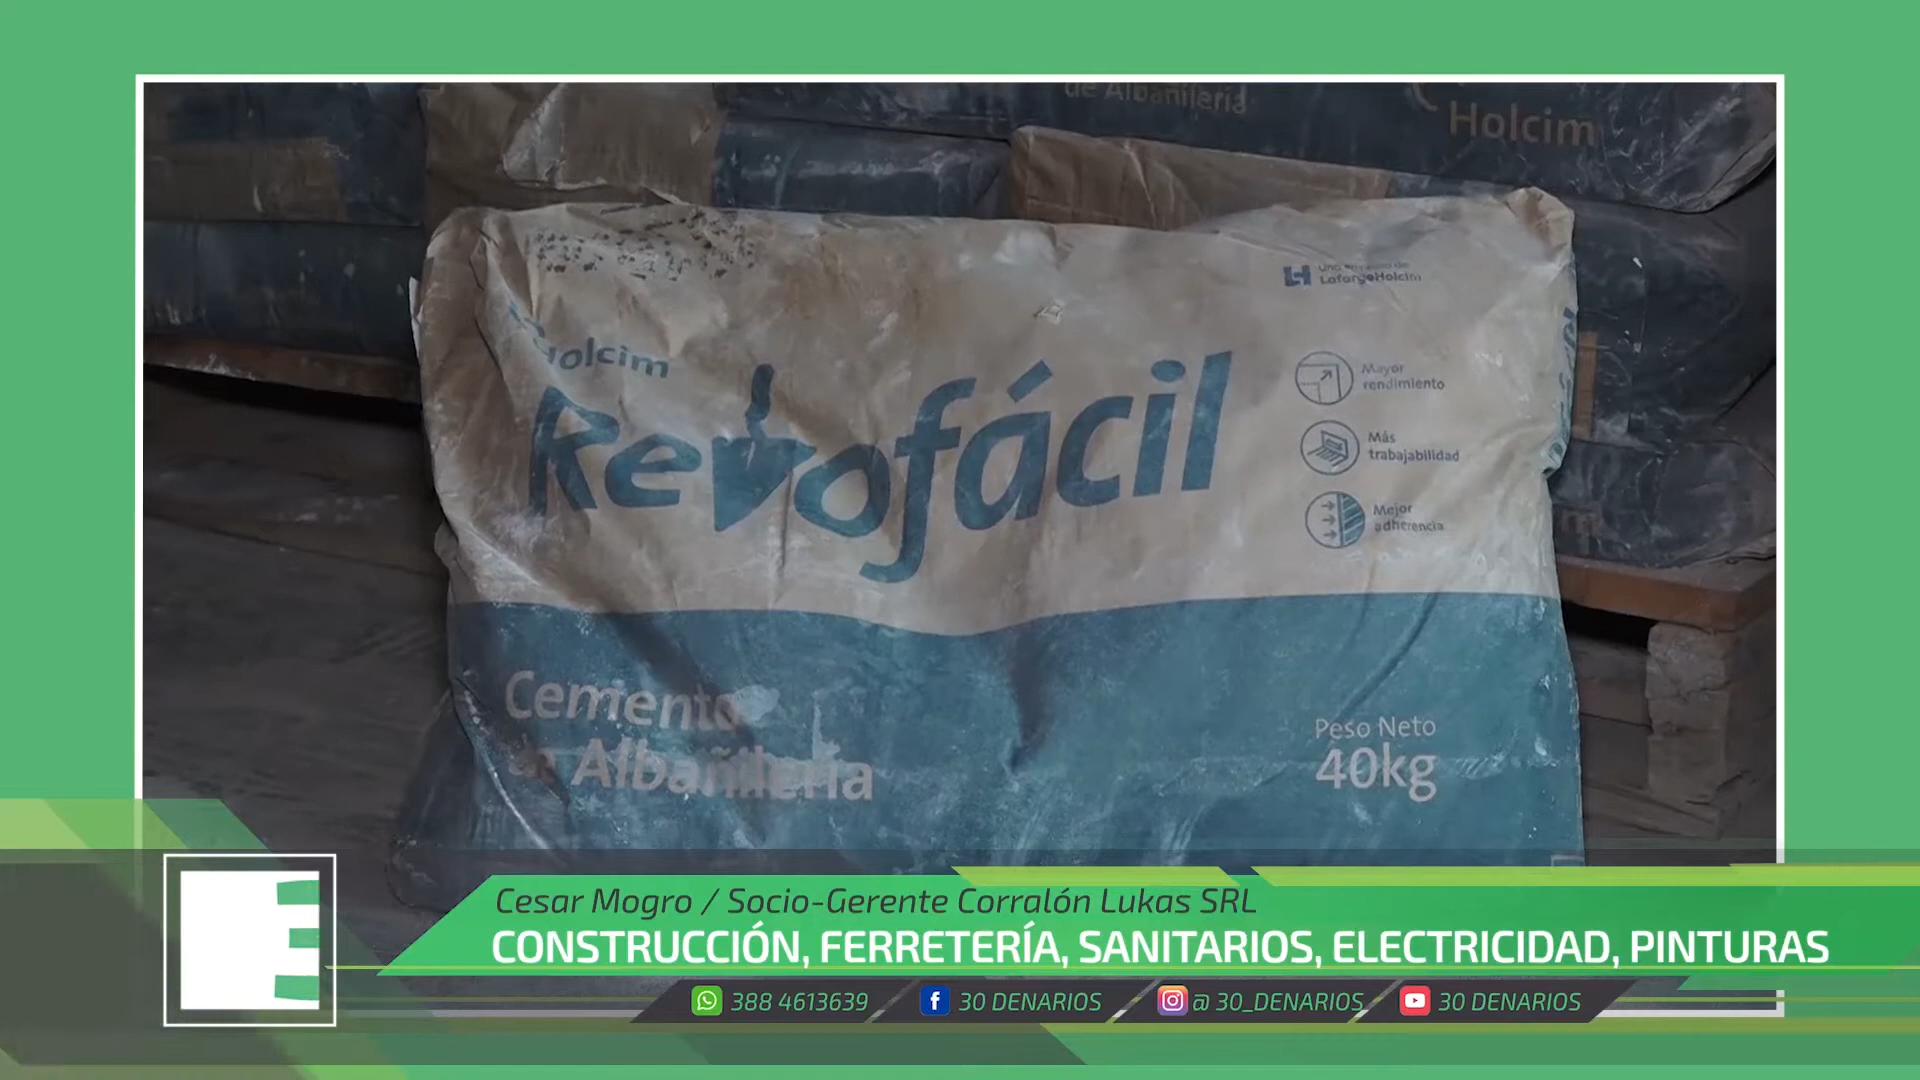 de Albañilería
Holcim
Una empresa de
LafargeHolcim
Holcim
Revofácil
Mayor
rendimiento
Más
trabajabilidad
Mejor
adherencia
Cemento
de Albañilería
Peso Neto
40kg
Cesar Mogro / Socio-Gerente Corralón Lukas SRL
CONSTRUCCIÓN, FERRETERÍA, SANITARIOS, ELECTRICIDAD, PINTURAS
388 4613639
30 DENARIOS
@ 30_DENARIOS
30 DENARIOS